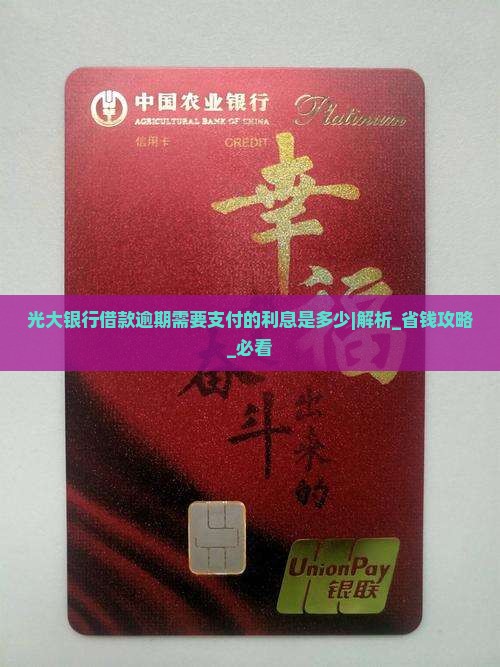 中国农业银行
AGRICULTURAL BANK OF CHINA
Platinum
信用卡
CREDIT
幸福
光大银行借款逾期需要支付的利息是多少|解析_省钱攻略
_必看
奋斗
出来的
UnionPay
银联